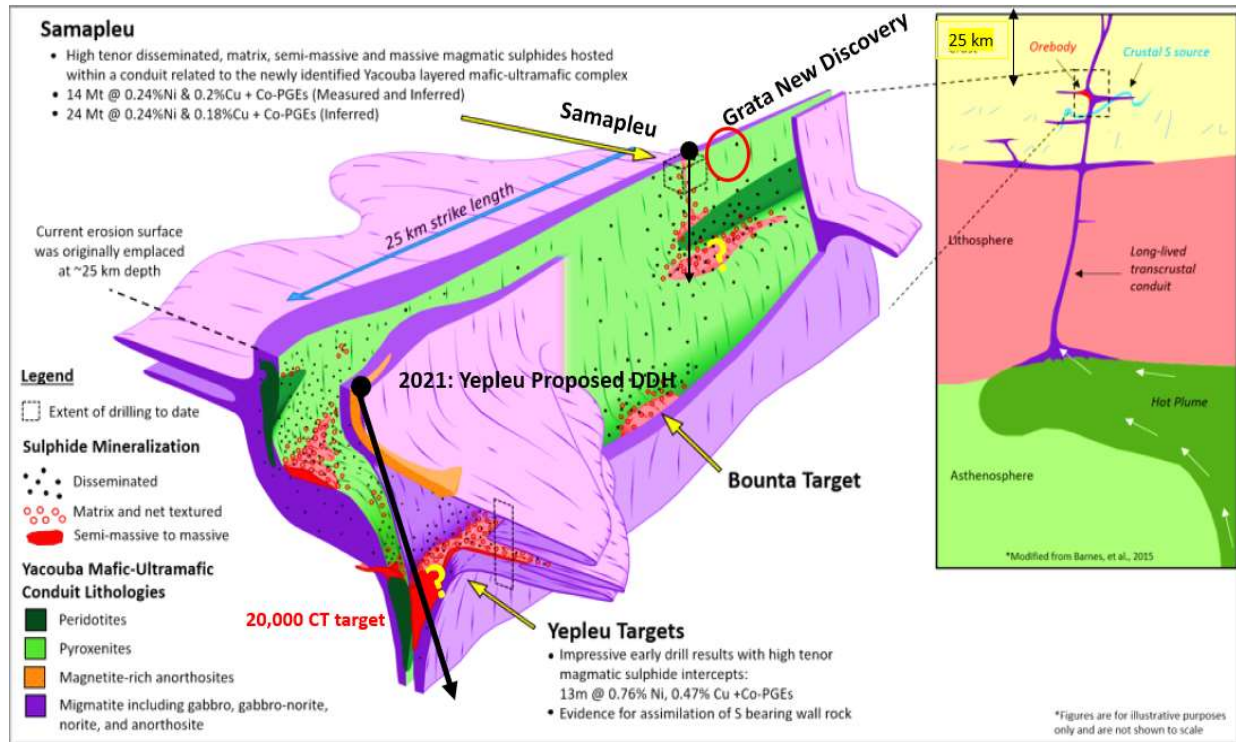 Samapleu
• High tenor disseminated, matrix, semi-massive and massive magmatic sulphides hosted
within a conduit related to the newly identified Yacouba layered mafic-ultramafic
complex
• 14 Mt @ 0.24%Ni & 0.2%Cu + Co-PGEs (Measured and Inferred)
• 24 Mt @ 0.24%Ni & 0.18%Cu + Co-PGEs (Inferred)
Samapleu
Grata New Discovery
25 km strike length
Current erosion surface
was originally emplaced
at ~25 km depth
?
2021: Yepleu Proposed DDH
Bounta Target
?
20,000 CT target
Yepleu Targets
• Impressive early drill results with high tenor
magmatic sulphide intercepts:
13m @ 0.76% Ni, 0.47% Cu +Co-PGEs
• Evidence for assimilation of S bearing wall rock
Legend
Extent of drilling to date
Sulphide Mineralization
Disseminated
Matrix and net textured
Semi-massive to massive
Yacouba Mafic-Ultramafic
Conduit Lithologies
Peridotites
Pyroxenites
Magnetite-rich anorthosites
Migmatite including gabbro, gabbro-norite,
norite, and anorthosite
25 km
Orebody
Crustal S source
Lithosphere
Long-lived
transcrustal
conduit
Hot Plume
Asthenosphere
*Modified from Barnes, et al., 2015
*Figures are for illustrative purposes
only and are not shown to scale